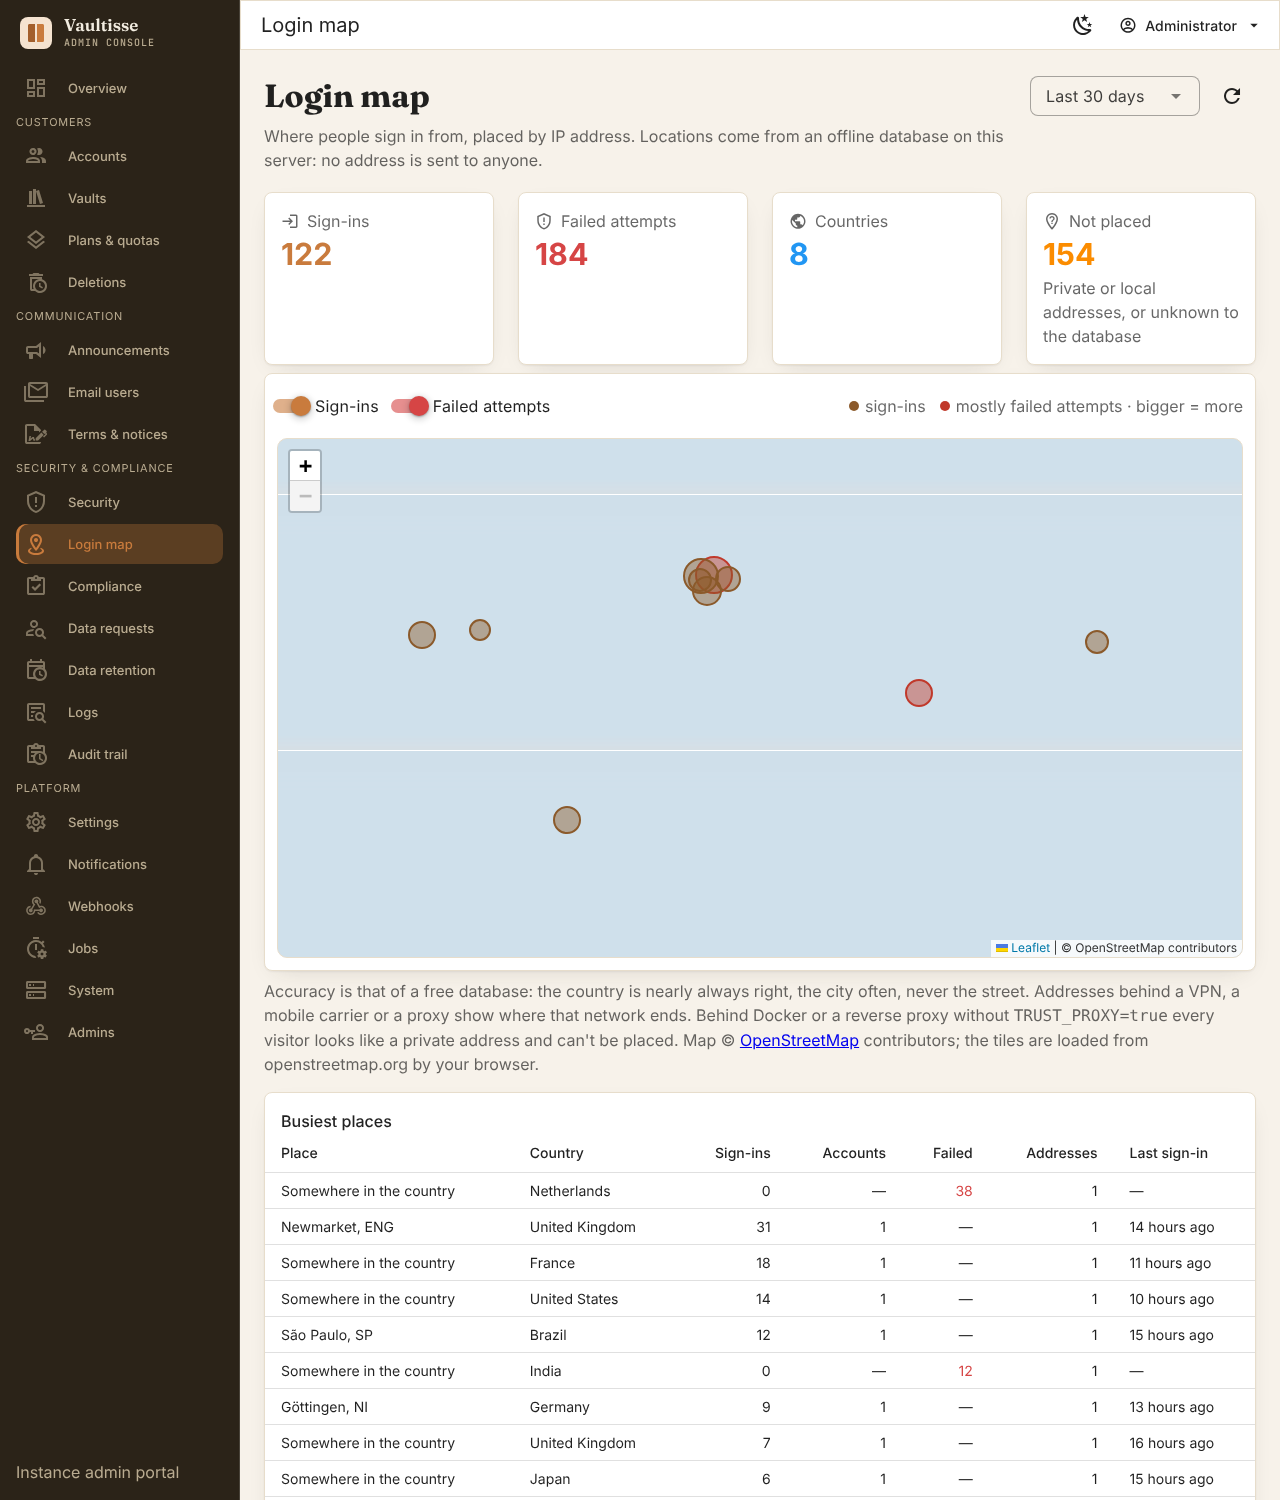 Vaultisse
ADMIN CONSOLE
Overview
CUSTOMERS
Accounts
Vaults
Plans & quotas
Deletions
COMMUNICATION
Announcements
Email users
Terms & notices
SECURITY & COMPLIANCE
Security
Login map
Compliance
Data requests
Data retention
Logs
Audit trail
PLATFORM
Settings
Notifications
Webhooks
Jobs
System
Admins
Instance admin portal
Login map
Administrator
Login map
Last 30 days
Where people sign in from, placed by IP address. Locations come from an offline database on this
server: no address is sent to anyone.
Sign-ins
122
Failed attempts
184
Countries
8
Not placed
154
Private or local
addresses, or unknown to
the database
Sign-ins Failed attempts
sign-ins mostly failed attempts · bigger = more
+
−
Leaflet | © OpenStreetMap contributors
Accuracy is that of a free database: the country is nearly always right, the city often, never the street. Addresses behind a VPN, a
mobile carrier or a proxy show where that network ends. Behind Docker or a reverse proxy without TRUST_PROXY=true every
visitor looks like a private address and can't be placed. Map © OpenStreetMap contributors; the tiles are loaded from
openstreetmap.org by your browser.
Busiest places
Place Country Sign-ins Accounts Failed Addresses Last sign-in
Somewhere in the country Netherlands 0 — 38 1 —
Newmarket, ENG United Kingdom 31 1 — 1 14 hours ago
Somewhere in the country France 18 1 — 1 11 hours ago
Somewhere in the country United States 14 1 — 1 10 hours ago
São Paulo, SP Brazil 12 1 — 1 15 hours ago
Somewhere in the country India 0 — 12 1 —
Göttingen, NI Germany 9 1 — 1 13 hours ago
Somewhere in the country United Kingdom 7 1 — 1 16 hours ago
Somewhere in the country Japan 6 1 — 1 15 hours ago